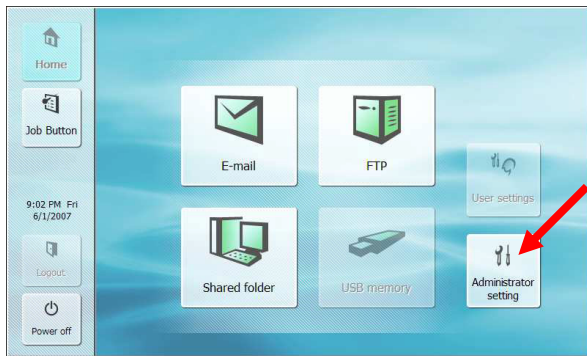 Home
Job Button
9:02 PM Fri
6/1/2007
Logout
Power off
E-mail
FTP
Shared folder
USB memory
User settings
Administrator
setting